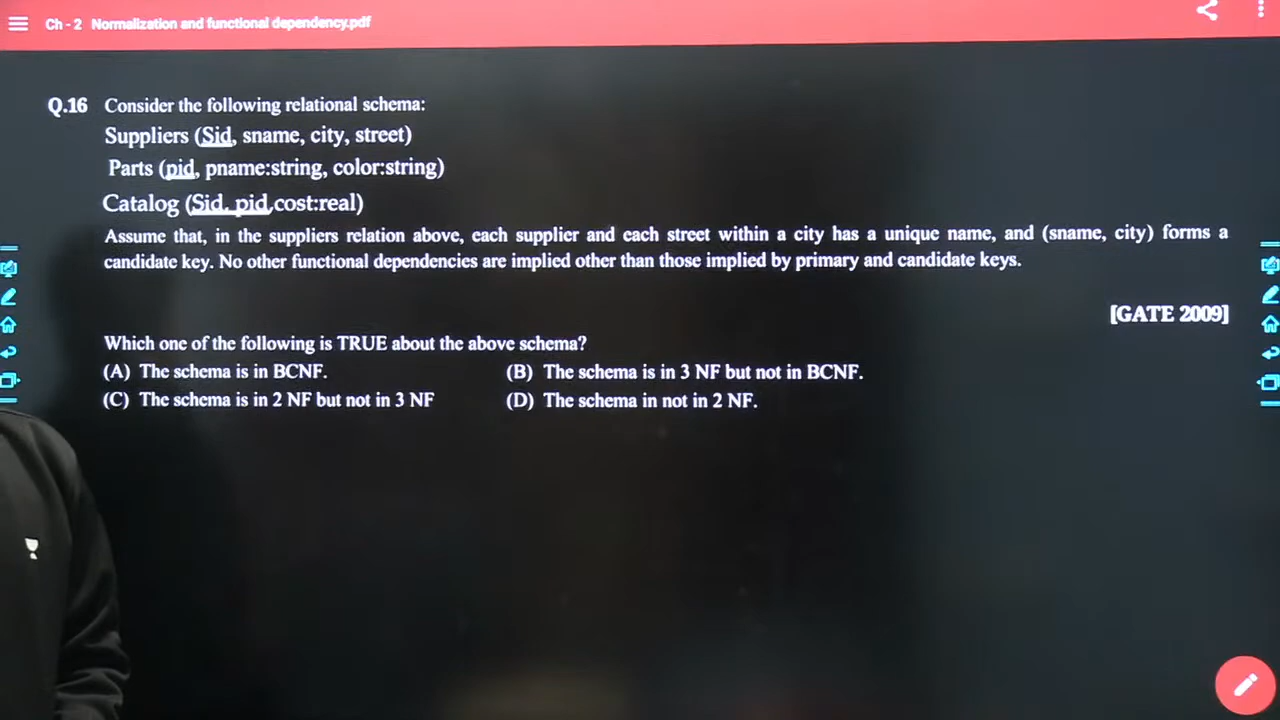 Ch - 2 Normalization and functional dependency.pdf
Q.16 Consider the following relational schema:
Suppliers (Sid, sname, city, street)
Parts (pid, pname:string, color:string)
Catalog (Sid, pid,cost:real)
Assume that, in the suppliers relation above, each supplier and each street within a city has a unique name, and (sname, city) forms a
candidate key. No other functional dependencies are implied other than those implied by primary and candidate keys.
[GATE 2009]
Which one of the following is TRUE about the above schema?
(A) The schema is in BCNF. (B) The schema is in 3 NF but not in BCNF.
(C) The schema is in 2 NF but not in 3 NF (D) The schema in not in 2 NF.